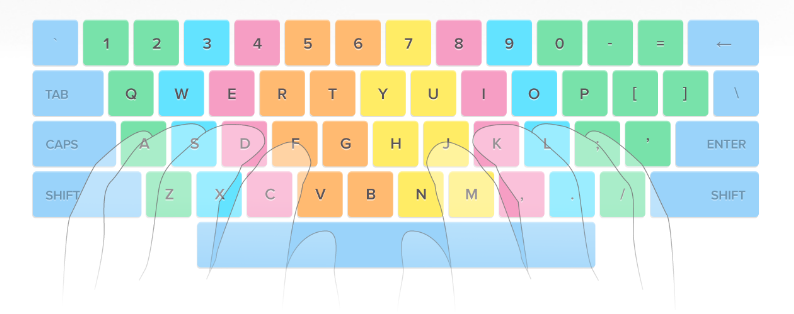 ` 1 2 3 4 5 6 7 8 9 0 - = ←
TAB Q W E R T Y U I O P [ ] \
CAPS A S D F G H J K L ; ' ENTER
SHIFT Z X C V B N M , . / SHIFT